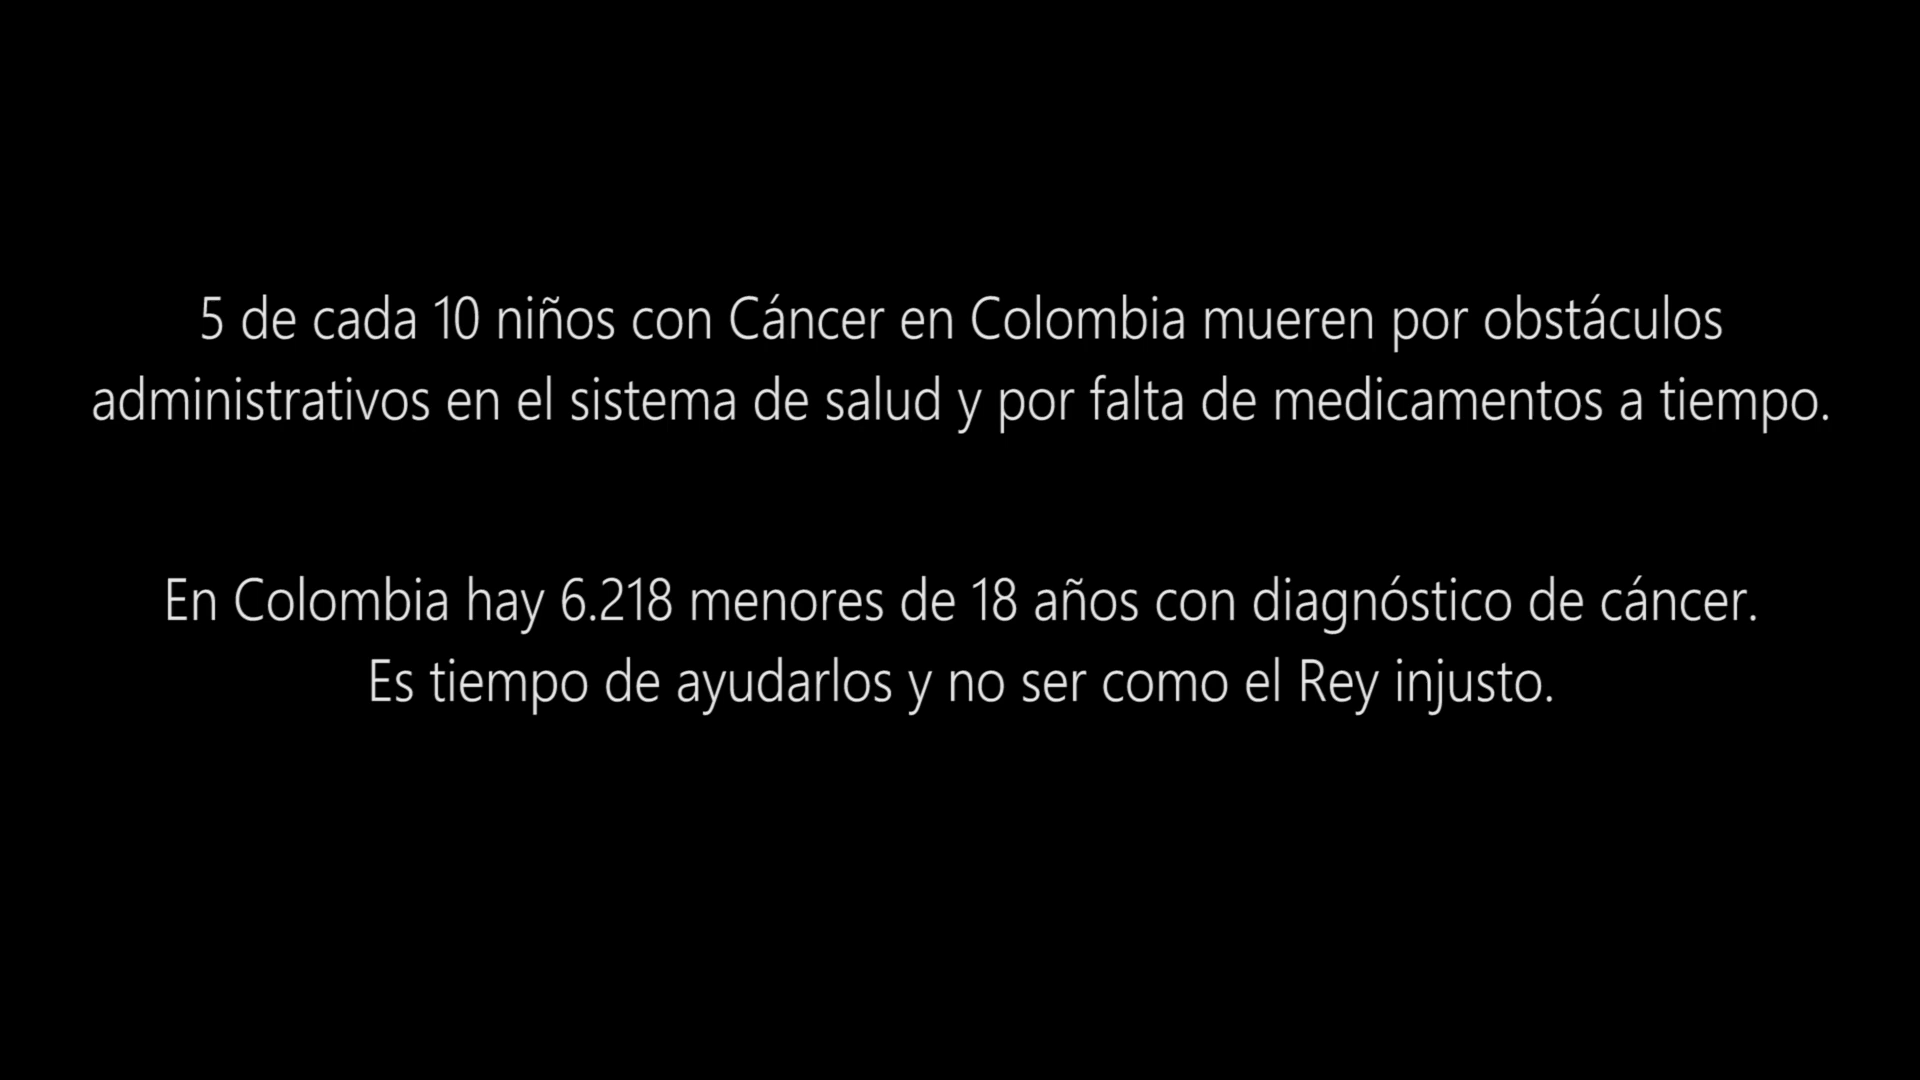 5 de cada 10 niños con Cáncer en Colombia mueren por obstáculos
administrativos en el sistema de salud y por falta de medicamentos a tiempo.
En Colombia hay 6.218 menores de 18 años con diagnóstico de cáncer.
Es tiempo de ayudarlos y no ser como el Rey injusto.